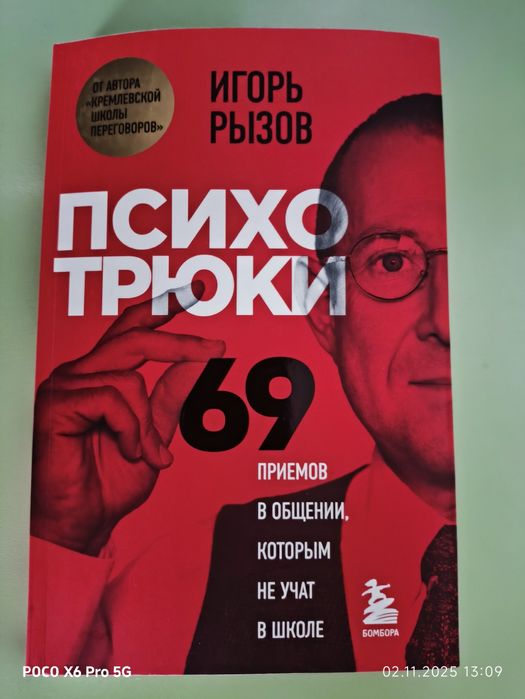 ОТ АВТОРА
«КРЕМЛЕВСКОЙ
ШКОЛЫ
ПЕРЕГОВОРОВ»
ИГОРЬ
РЫЗОВ
ПСИХО
ТРЮКИ
69
ПРИЕМОВ
В ОБЩЕНИИ,
КОТОРЫМ
НЕ УЧАТ
В ШКОЛЕ
БОМБОРА
POCO X6 Pro 5G
02.11.2025 13:09